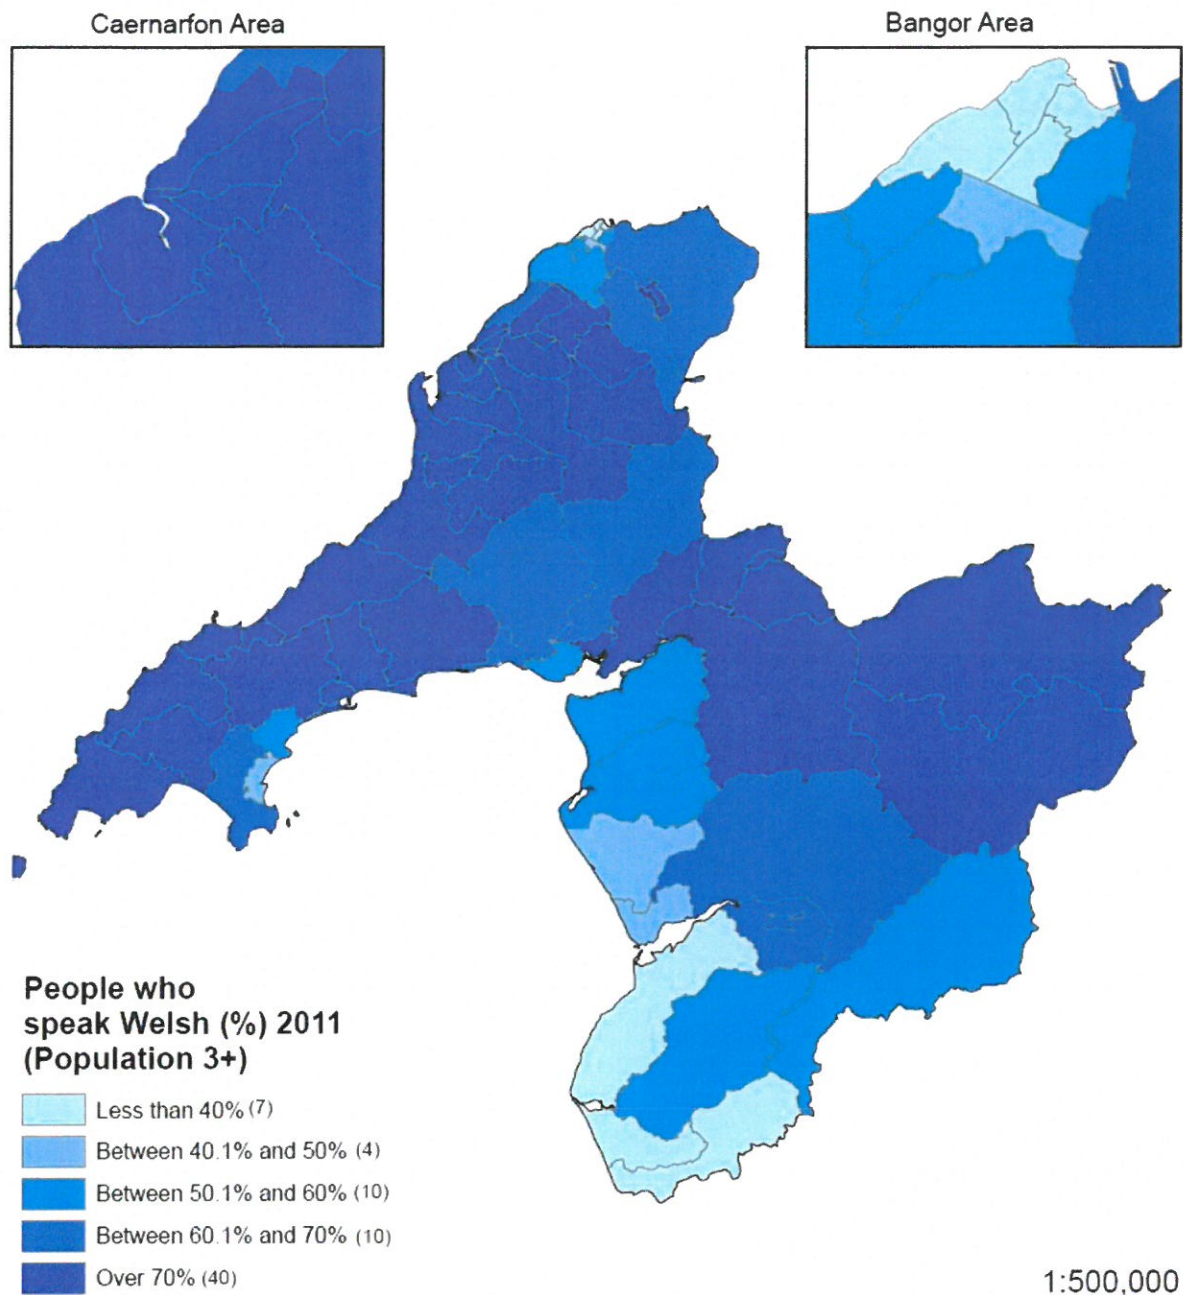 Caernarfon Area
Bangor Area
People who
speak Welsh (%) 2011
(Population 3+)
Less than 40% (7)
Between 40.1% and 50% (4)
Between 50.1% and 60% (10)
Between 60.1% and 70% (10)
Over 70% (40)
1:500,000